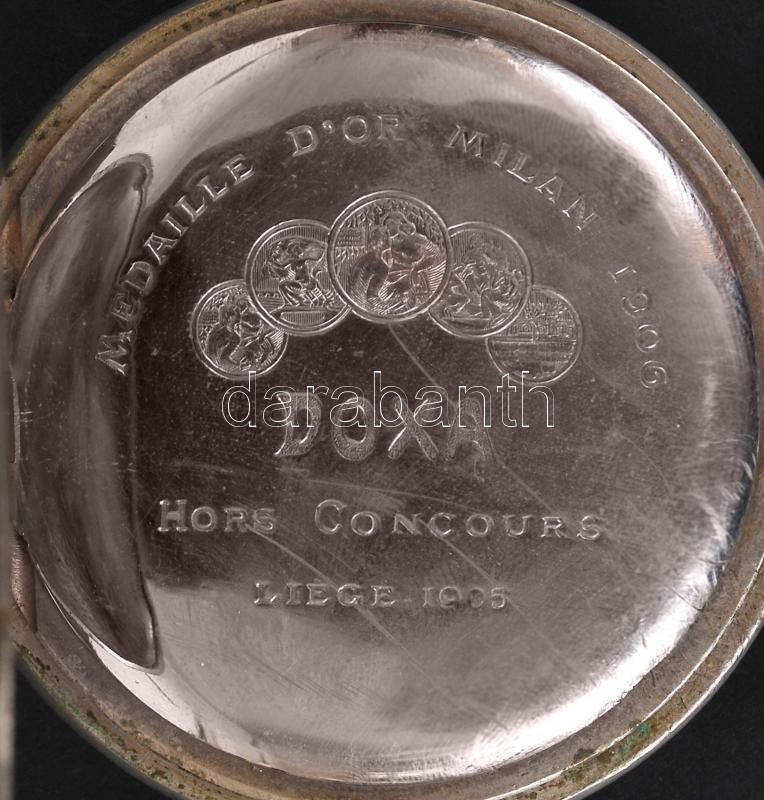 MEDAILLE D'OR MILAN 1906
darabanth
DOXA
HORS CONCOURS
LIEGE-1905